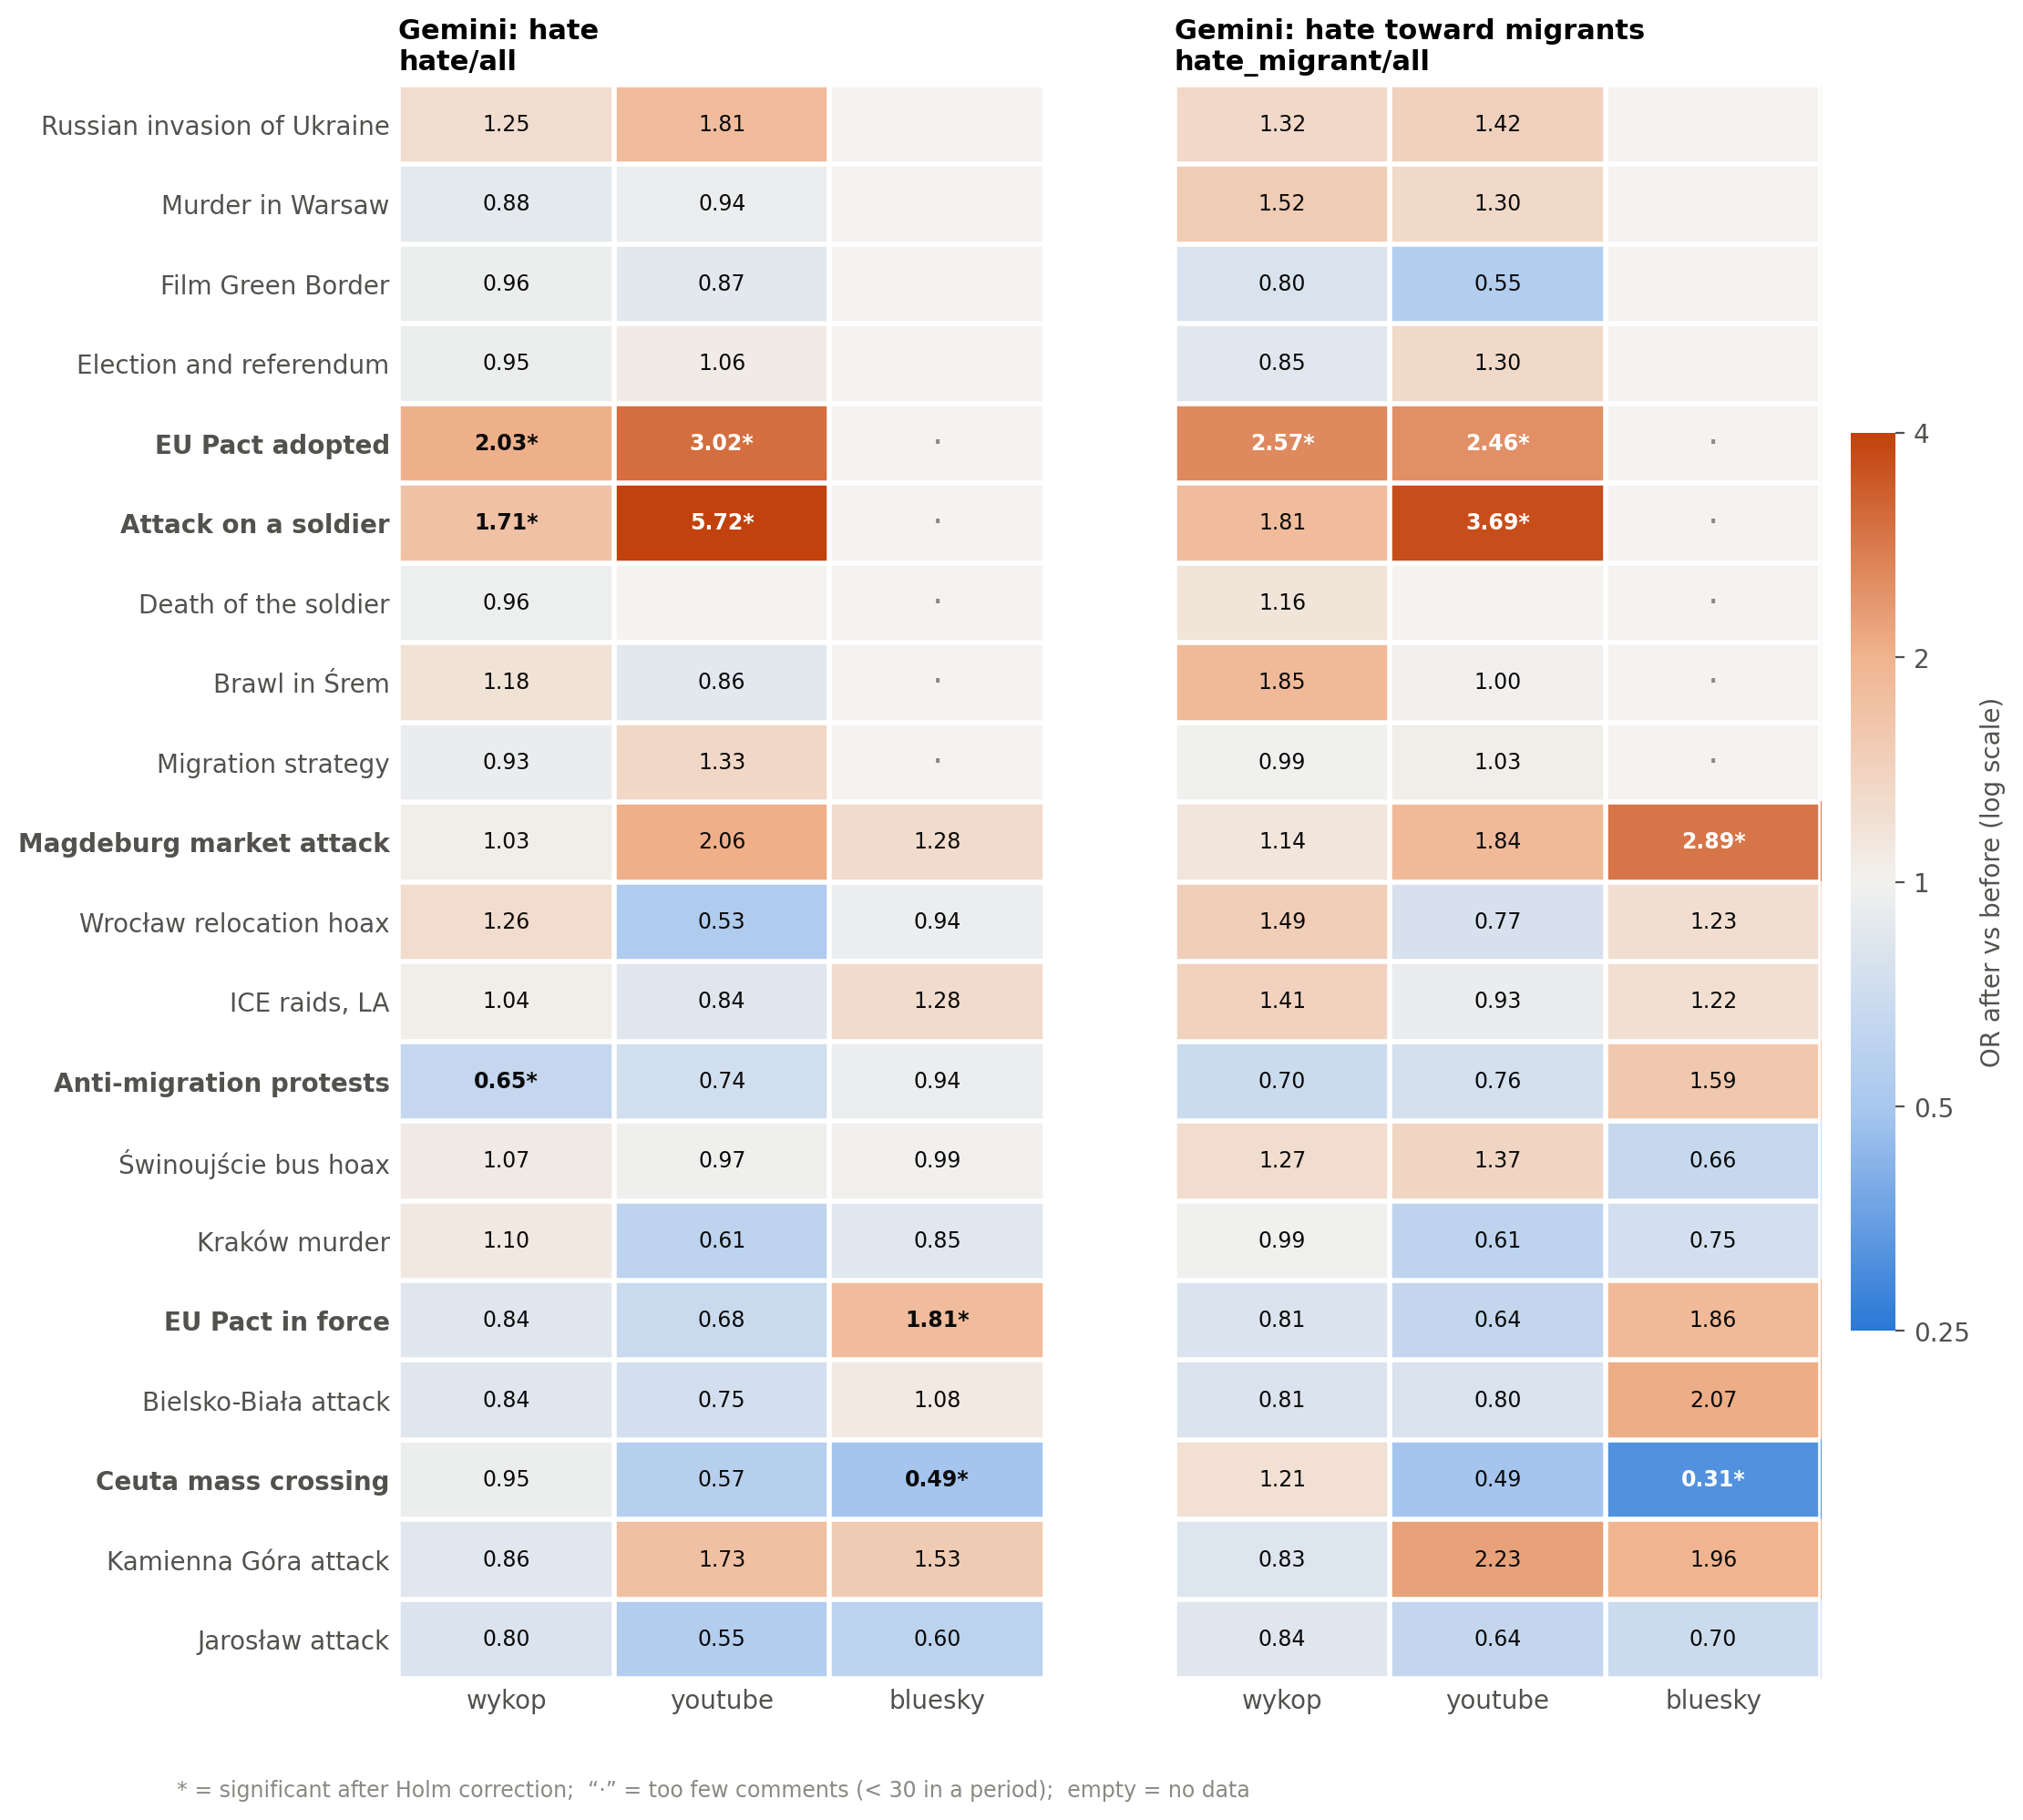 Gemini: hate
hate/all
Gemini: hate toward migrants
hate_migrant/all
Russian invasion of Ukraine 1.25 1.81 1.32 1.42
Murder in Warsaw 0.88 0.94 1.52 1.30
Film Green Border 0.96 0.87 0.80 0.55
Election and referendum 0.95 1.06 0.85 1.30
EU Pact adopted 2.03* 3.02* · 2.57* 2.46* ·
Attack on a soldier 1.71* 5.72* · 1.81 3.69* ·
Death of the soldier 0.96 · 1.16 ·
Brawl in Śrem 1.18 0.86 · 1.85 1.00 ·
Migration strategy 0.93 1.33 · 0.99 1.03 ·
Magdeburg market attack 1.03 2.06 1.28 1.14 1.84 2.89*
Wrocław relocation hoax 1.26 0.53 0.94 1.49 0.77 1.23
ICE raids, LA 1.04 0.84 1.28 1.41 0.93 1.22
Anti-migration protests 0.65* 0.74 0.94 0.70 0.76 1.59
Świnoujście bus hoax 1.07 0.97 0.99 1.27 1.37 0.66
Kraków murder 1.10 0.61 0.85 0.99 0.61 0.75
EU Pact in force 0.84 0.68 1.81* 0.81 0.64 1.86
Bielsko-Biała attack 0.84 0.75 1.08 0.81 0.80 2.07
Ceuta mass crossing 0.95 0.57 0.49* 1.21 0.49 0.31*
Kamienna Góra attack 0.86 1.73 1.53 0.83 2.23 1.96
Jarosław attack 0.80 0.55 0.60 0.84 0.64 0.70
wykop youtube bluesky wykop youtube bluesky
4
2
1
0.5
0.25
OR after vs before (log scale)
* = significant after Holm correction; “·” = too few comments (< 30 in a period); empty = no data